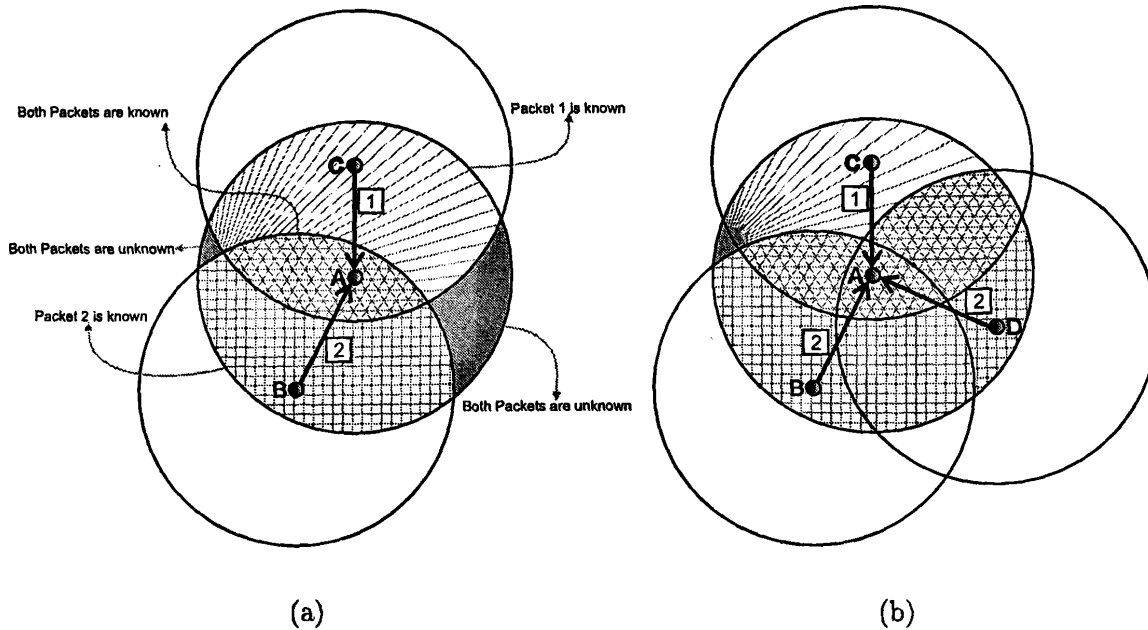 Both Packets are known
Packet 1 is known
C
1
Both Packets are unknown
A
Packet 2 is known
2
B
Both Packets are unknown
(a)
C
1
A
2
D
2
B
(b)